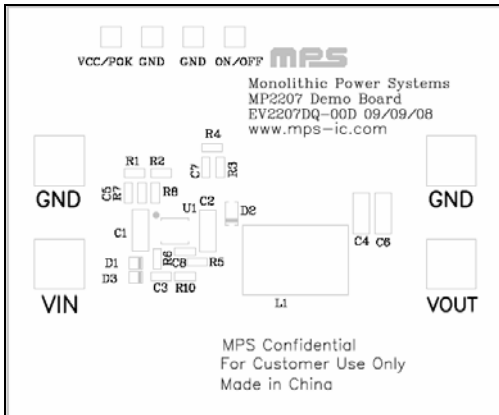 VCC/POK GND GND ON/OFF
mps
Monolithic Power Systems
MP2207 Demo Board
EV2207DQ-00D 09/09/08
www.mps-ic.com
R4
R1 R2
C7 R3
C5 R7 R8
GND
GND
C2
U1
D2
C1
C4 C6
R6
C8 R5
D1
D3
C3 R10
L1
VIN
VOUT
MPS Confidential
For Customer Use Only
Made in China